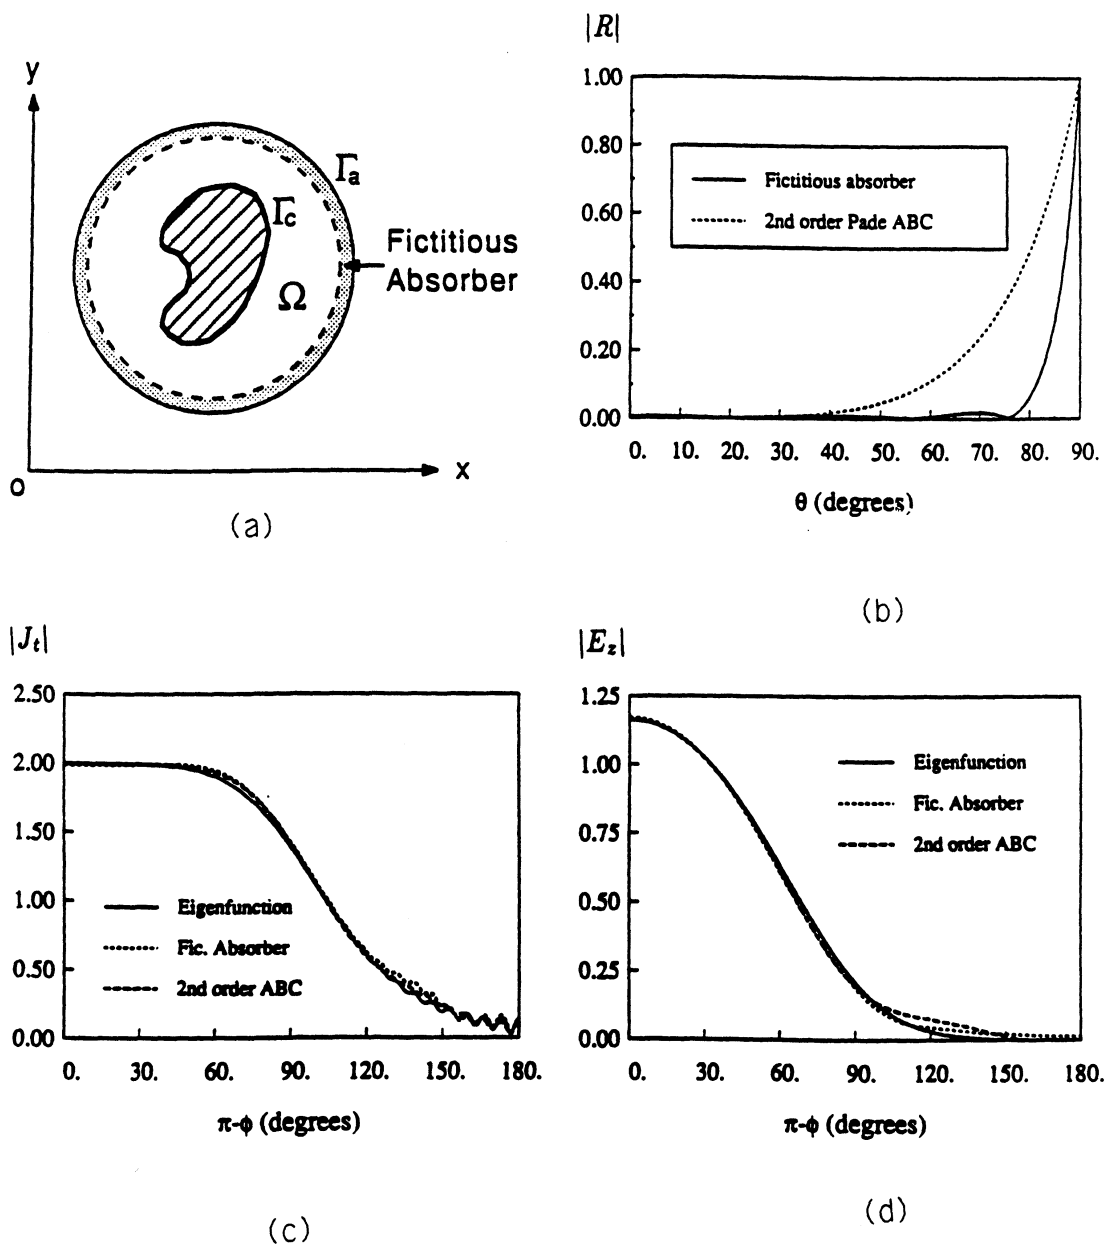 y
Γa
Γc
Fictitious
Absorber
Ω
O
x
(a)
|R|
1.00
0.80
0.60
0.40
0.20
0.00
Fictitious absorber
2nd order Pade ABC
0. 10. 20. 30. 40. 50. 60. 70. 80. 90.
θ (degrees)
(b)
|Jt|
2.50
2.00
1.50
1.00
0.50
0.00
Eigenfunction
Fic. Absorber
2nd order ABC
0. 30. 60. 90. 120. 150. 180.
π-ϕ (degrees)
(c)
|Ez|
1.25
1.00
0.75
0.50
0.25
0.00
Eigenfunction
Fic. Absorber
2nd order ABC
0. 30. 60. 90. 120. 150. 180.
π-ϕ (degrees)
(d)